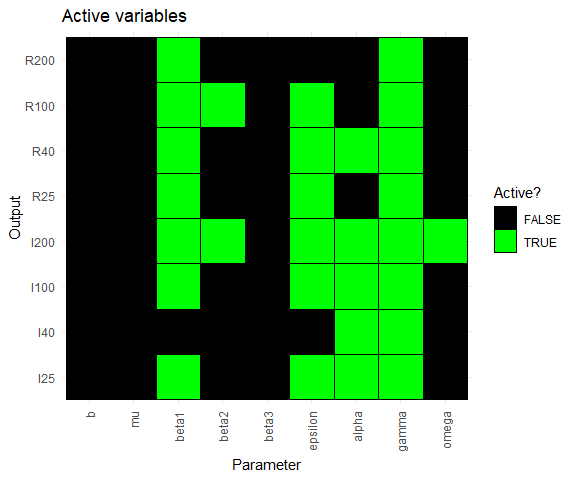 Active variables
Output
R200
R100
R40
R25
I200
I100
I40
I25
b
mu
beta1
beta2
beta3
epsilon
alpha
gamma
omega
Parameter
Active?
FALSE
TRUE